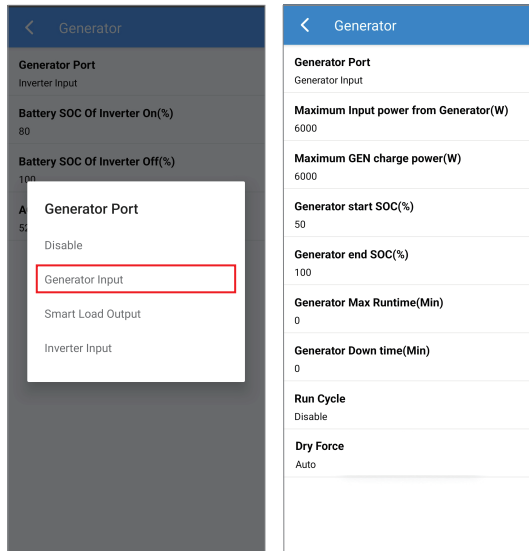 Generator
Generator Port
Inverter Input
Battery SOC Of Inverter On(%)
80
Battery SOC Of Inverter Off(%)
100
A
52
Generator Port
Disable
Generator Input
Smart Load Output
Inverter Input
Generator
Generator Port
Generator Input
Maximum Input power from Generator(W)
6000
Maximum GEN charge power(W)
6000
Generator start SOC(%)
50
Generator end SOC(%)
100
Generator Max Runtime(Min)
0
Generator Down time(Min)
0
Run Cycle
Disable
Dry Force
Auto